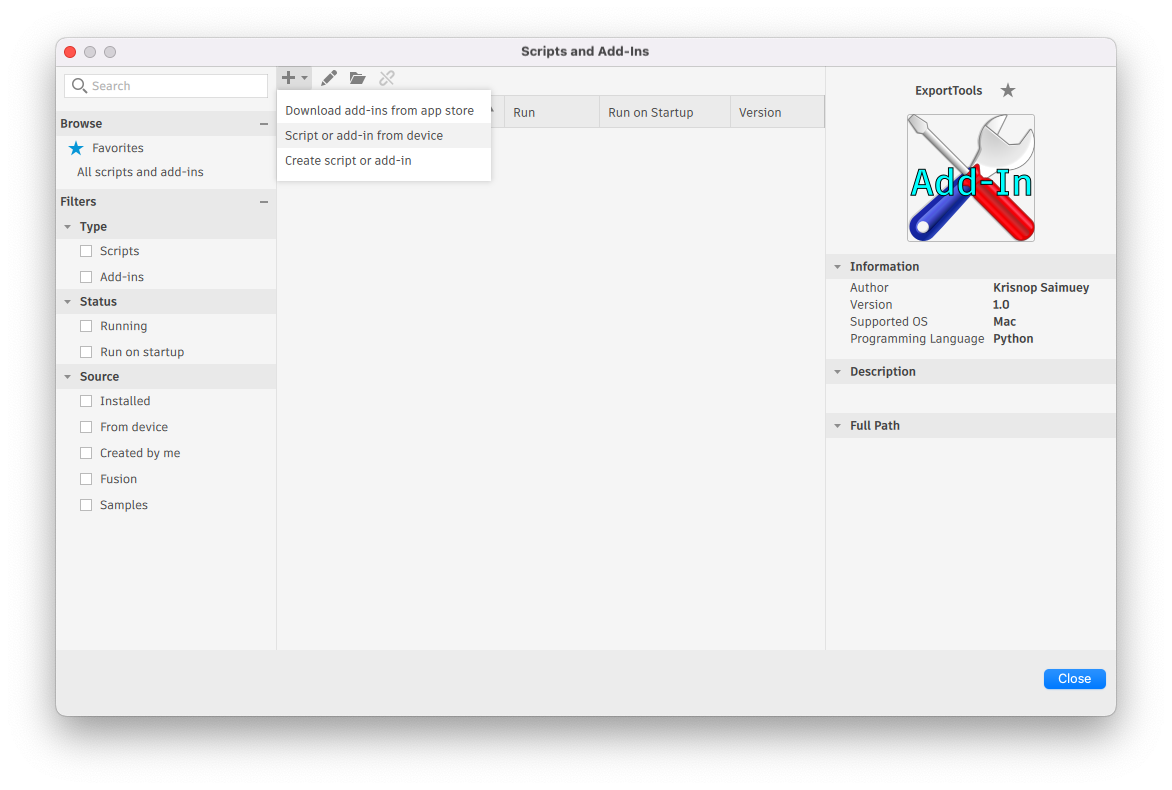 Scripts and Add-Ins
Search
Browse
Favorites
All scripts and add-ins
Filters
Type
Scripts
Add-ins
Status
Running
Run on startup
Source
Installed
From device
Created by me
Fusion
Samples
Download add-ins from app store
Script or add-in from device
Create script or add-in
Run Run on Startup Version
ExportTools
Add-In
Information
Author Krisnop Saimuey
Version 1.0
Supported OS Mac
Programming Language Python
Description
Full Path
Close